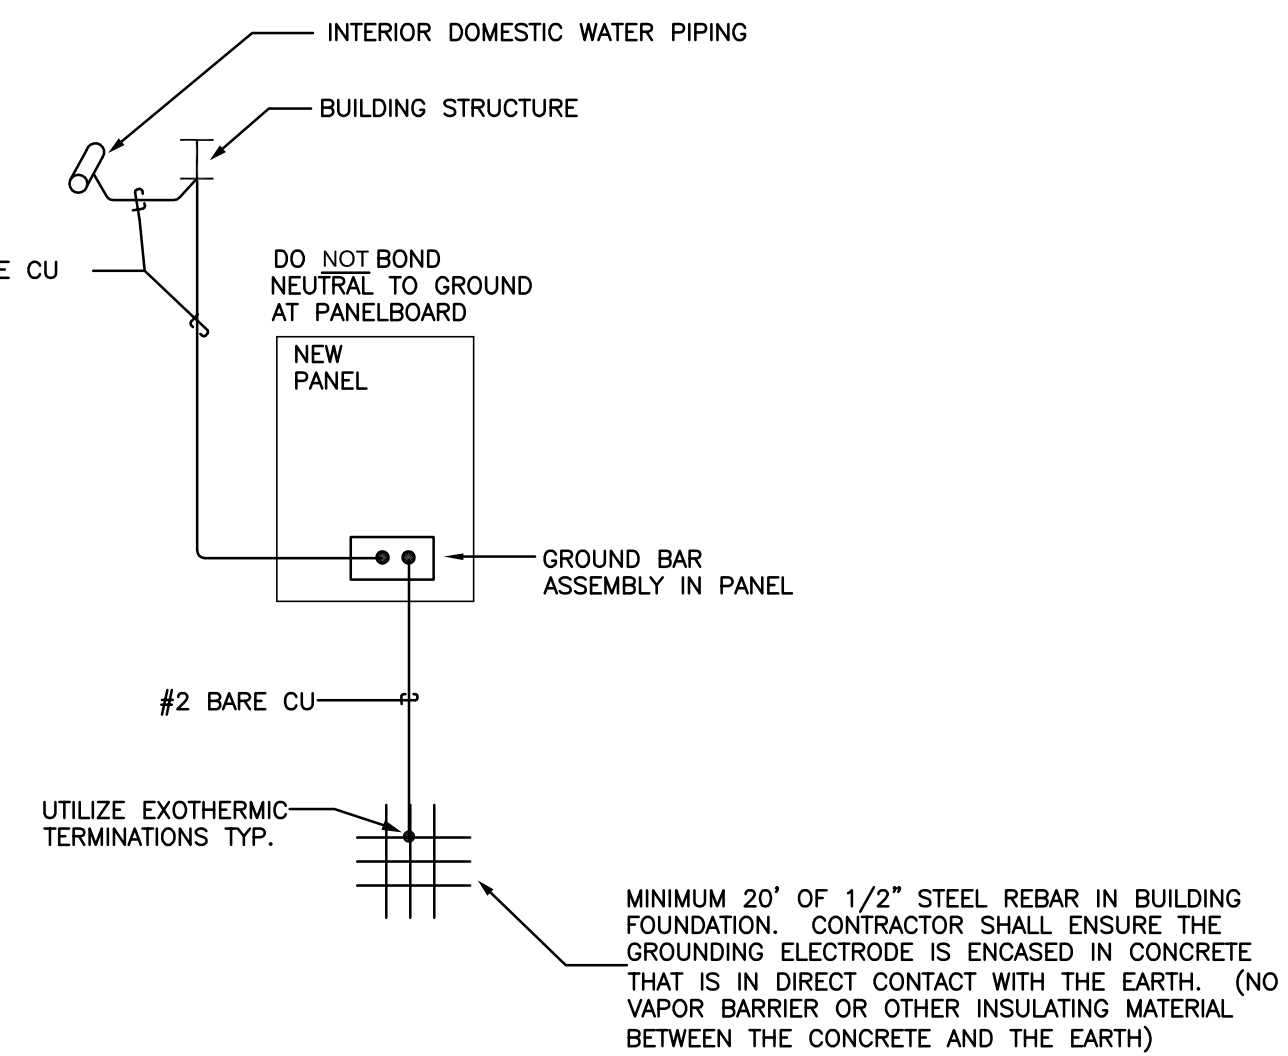 INTERIOR DOMESTIC WATER PIPING
BUILDING STRUCTURE
CU
DO NOT BOND
NEUTRAL TO GROUND
AT PANELBOARD
NEW
PANEL
GROUND BAR
ASSEMBLY IN PANEL
#2 BARE CU
UTILIZE EXOTHERMIC
TERMINATIONS TYP.
MINIMUM 20' OF 1/2" STEEL REBAR IN BUILDING
FOUNDATION. CONTRACTOR SHALL ENSURE THE
GROUNDING ELECTRODE IS ENCASED IN CONCRETE
THAT IS IN DIRECT CONTACT WITH THE EARTH. (NO
VAPOR BARRIER OR OTHER INSULATING MATERIAL
BETWEEN THE CONCRETE AND THE EARTH)